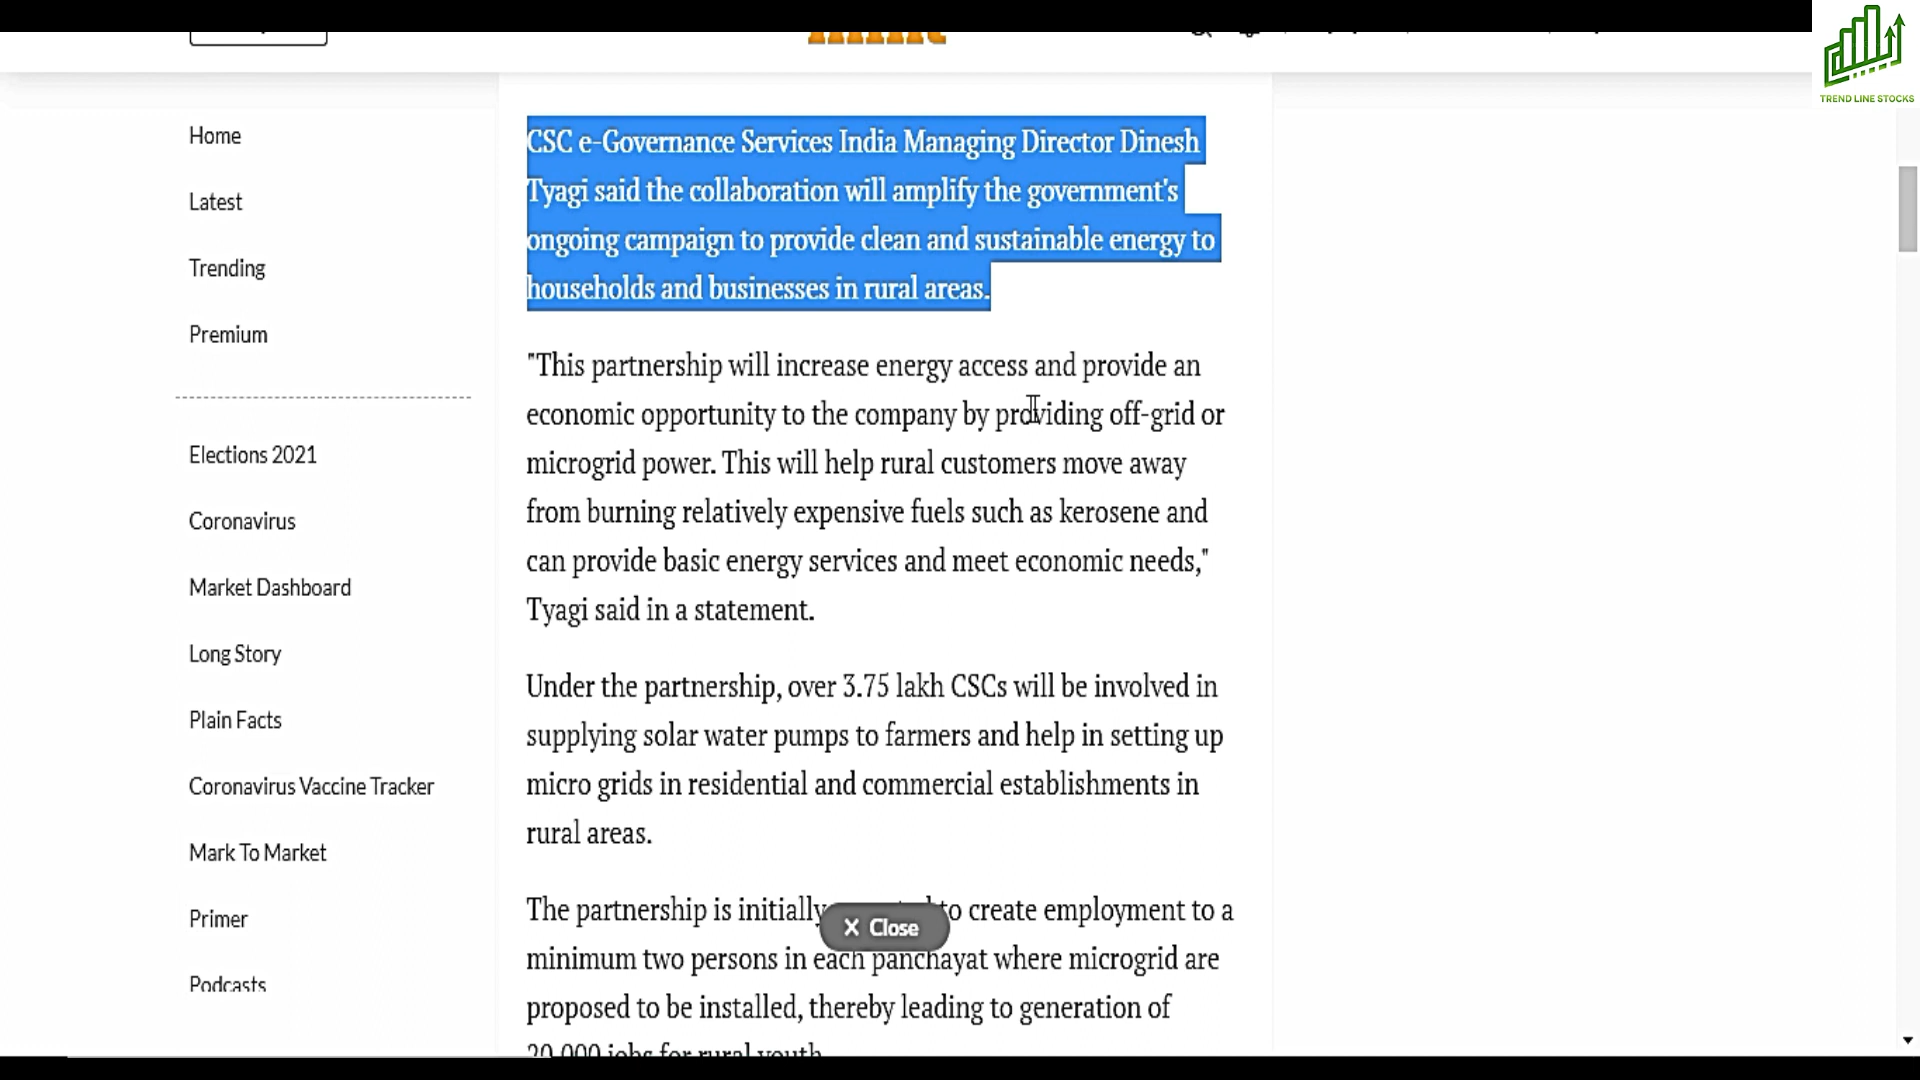 TREND LINE STOCKS
Home
Latest
Trending
Premium
Elections 2021
Coronavirus
Market Dashboard
Long Story
Plain Facts
Coronavirus Vaccine Tracker
Mark To Market
Primer
Podcasts
CSC e-Governance Services India Managing Director Dinesh
Tyagi said the collaboration will amplify the government's
ongoing campaign to provide clean and sustainable energy to
households and businesses in rural areas.
"This partnership will increase energy access and provide an
economic opportunity to the company by providing off-grid or
microgrid power. This will help rural customers move away
from burning relatively expensive fuels such as kerosene and
can provide basic energy services and meet economic needs,"
Tyagi said in a statement.
Under the partnership, over 3.75 lakh CSCs will be involved in
supplying solar water pumps to farmers and help in setting up
micro grids in residential and commercial establishments in
rural areas.
The partnership is initially to create employment to a
X Close
minimum two persons in each panchayat where microgrid are
proposed to be installed, thereby leading to generation of
20,000 jobs for rural youth